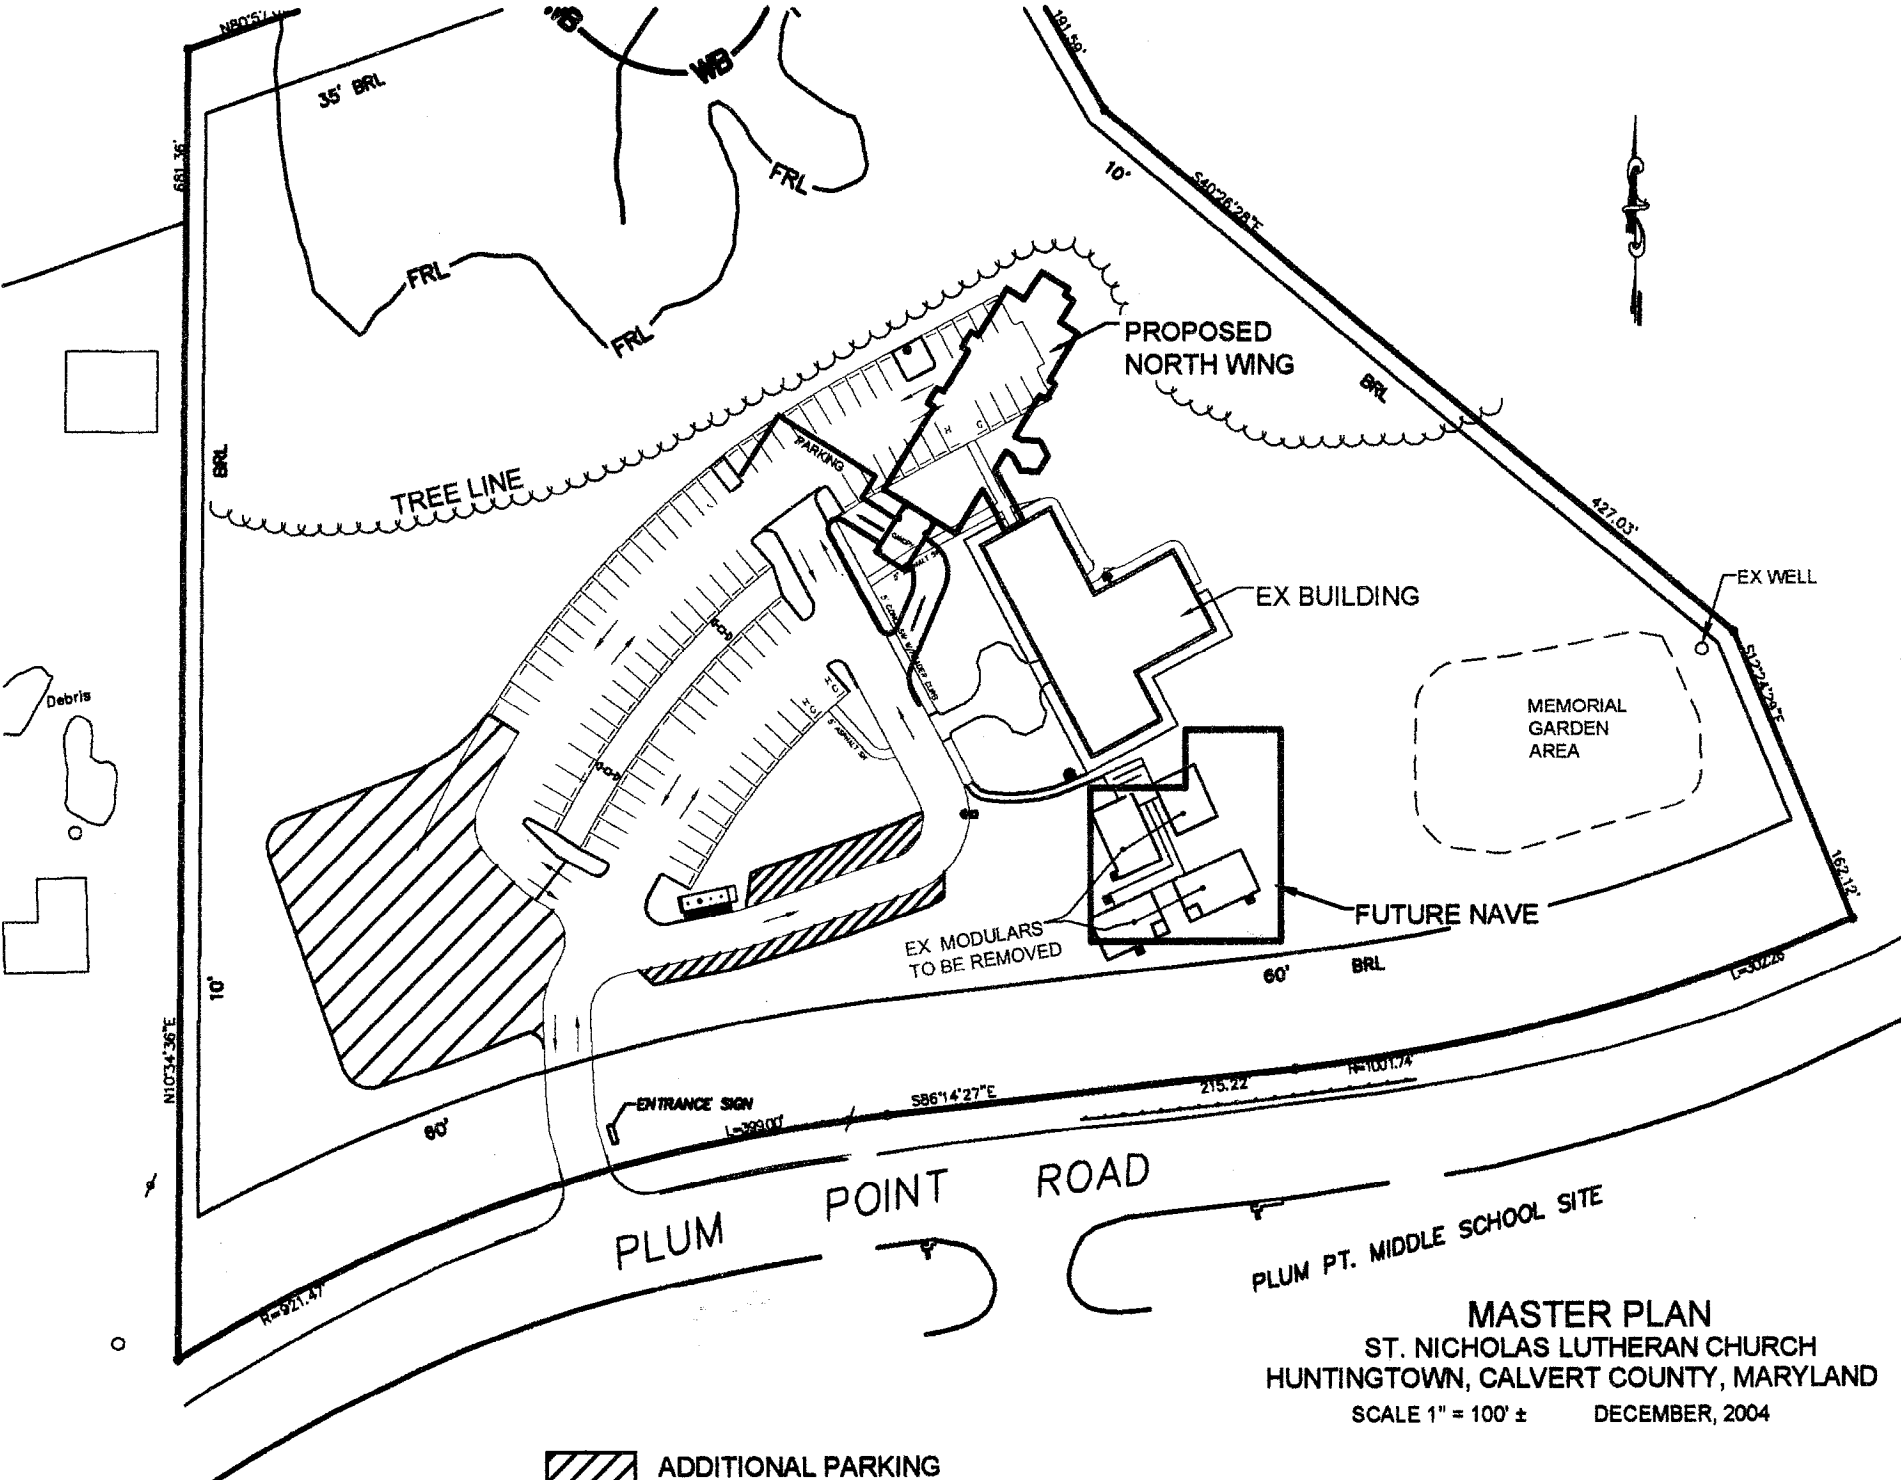 35' BRL
WB
FRL
FRL
FRL
191.59'
10'
S40°26'28"E
BRL
427.03'
681.36'
BRL
TREE LINE
PARKING
PROPOSED
NORTH WING
EX BUILDING
EX WELL
S12°24'29"E
162.12'
MEMORIAL
GARDEN
AREA
Debris
H C
H C
H C
5' ASPHALT SW
EX MODULARS
TO BE REMOVED
FUTURE NAVE
60' BRL
L=302.26'
10'
N10°34'36"E
60'
ENTRANCE SIGN
L=399.00'
S86°14'27"E
215.22'
R=1001.74'
R=921.47'
PLUM POINT ROAD
PLUM PT. MIDDLE SCHOOL SITE
MASTER PLAN
ST. NICHOLAS LUTHERAN CHURCH
HUNTINGTOWN, CALVERT COUNTY, MARYLAND
SCALE 1" = 100' ± DECEMBER, 2004
ADDITIONAL PARKING